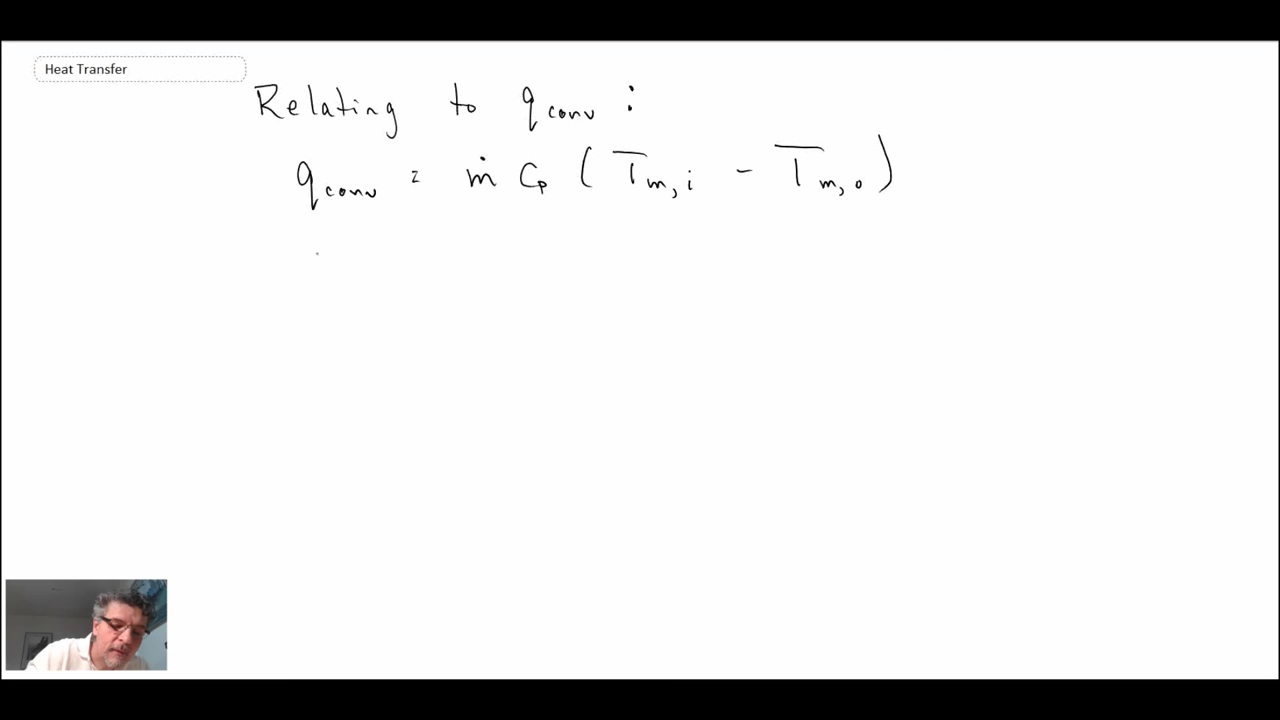 Heat Transfer
Relating to q_conv :
q_conv = ṁ C_p ( T_m,i - T_m,o )